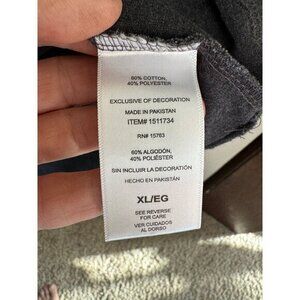 60% COTTON,
40% POLYESTER
EXCLUSIVE OF DECORATION
MADE IN PAKISTAN
ITEM# 1511734
RN# 15763
60% ALGODÓN,
40% POLIÉSTER
SIN INCLUIR LA DECORACIÓN
HECHO EN PAKISTÁN
XL/EG
SEE REVERSE
FOR CARE
VER CUIDADOS
AL DORSO